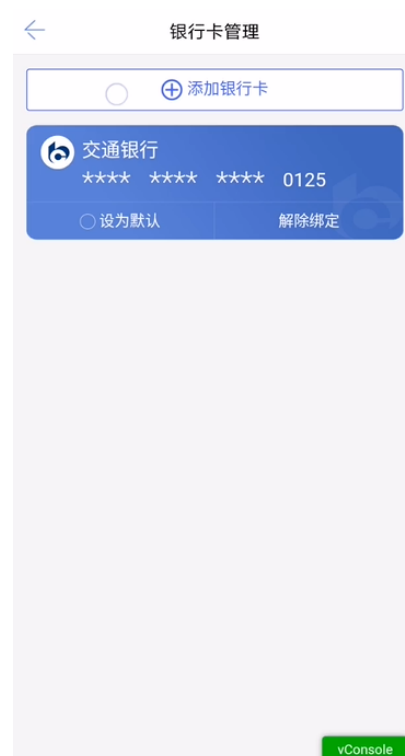 银行卡管理
添加银行卡
交通银行
**** **** **** 0125
设为默认 解除绑定
vConsole